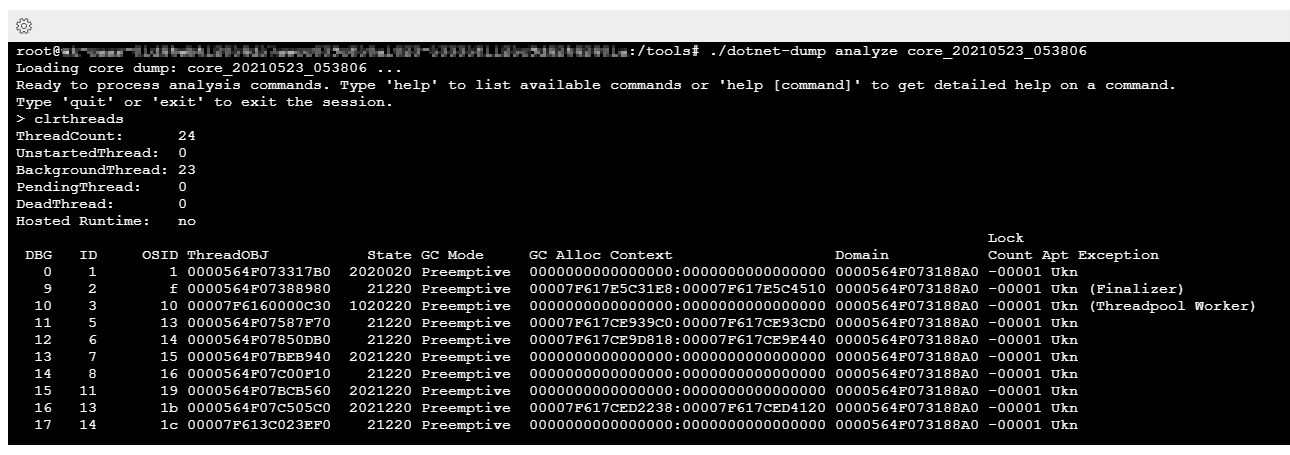 root@:/tools# ./dotnet-dump analyze core_20210523_053806
Loading core dump: core_20210523_053806 ...
Ready to process analysis commands. Type 'help' to list available commands or 'help [command]' to get detailed help on a command.
Type 'quit' or 'exit' to exit the session.
> clrthreads
ThreadCount:      24
UnstartedThread:  0
BackgroundThread: 23
PendingThread:    0
DeadThread:       0
Hosted Runtime:   no
Lock
DBG   ID     OSID ThreadOBJ           State GC Mode     GC Alloc Context                  Domain           Count Apt Exception
0    1        1 0000564F073317B0  2020020 Preemptive  0000000000000000:0000000000000000 0000564F073188A0 -00001 Ukn
9    2        f 0000564F07388980    21220 Preemptive  00007F617E5C31E8:00007F617E5C4510 0000564F073188A0 -00001 Ukn (Finalizer)
10    3       10 00007F6160000C30  1020220 Preemptive  0000000000000000:0000000000000000 0000564F073188A0 -00001 Ukn (Threadpool Worker)
11    5       13 0000564F07587F70    21220 Preemptive  00007F617CE939C0:00007F617CE93CD0 0000564F073188A0 -00001 Ukn
12    6       14 0000564F07850DB0    21220 Preemptive  00007F617CE9D818:00007F617CE9E440 0000564F073188A0 -00001 Ukn
13    7       15 0000564F07BEB940  2021220 Preemptive  0000000000000000:0000000000000000 0000564F073188A0 -00001 Ukn
14    8       16 0000564F07C00F10    21220 Preemptive  0000000000000000:0000000000000000 0000564F073188A0 -00001 Ukn
15   11       19 0000564F07BCB560  2021220 Preemptive  0000000000000000:0000000000000000 0000564F073188A0 -00001 Ukn
16   13       1b 0000564F07C505C0  2021220 Preemptive  00007F617CED2238:00007F617CED4120 0000564F073188A0 -00001 Ukn
17   14       1c 00007F613C023EF0    21220 Preemptive  0000000000000000:0000000000000000 0000564F073188A0 -00001 Ukn